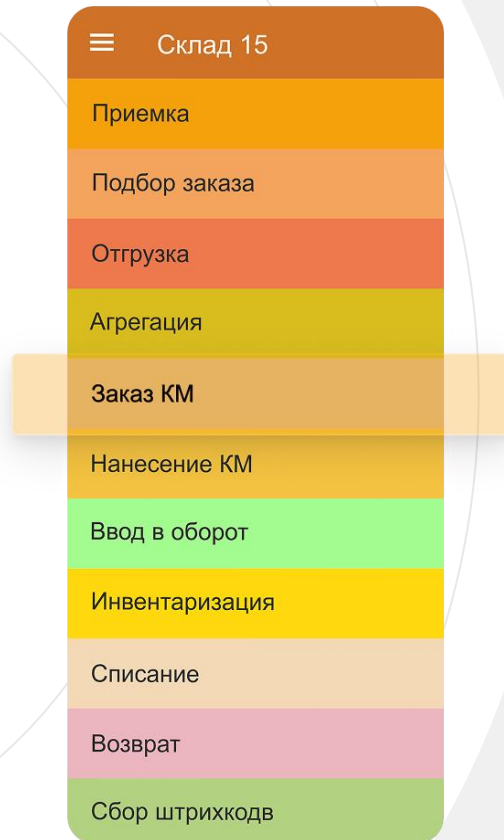 Склад 15
Приемка
Подбор заказа
Отгрузка
Агрегация
Заказ КМ
Нанесение КМ
Ввод в оборот
Инвентаризация
Списание
Возврат
Сбор штрихкодв